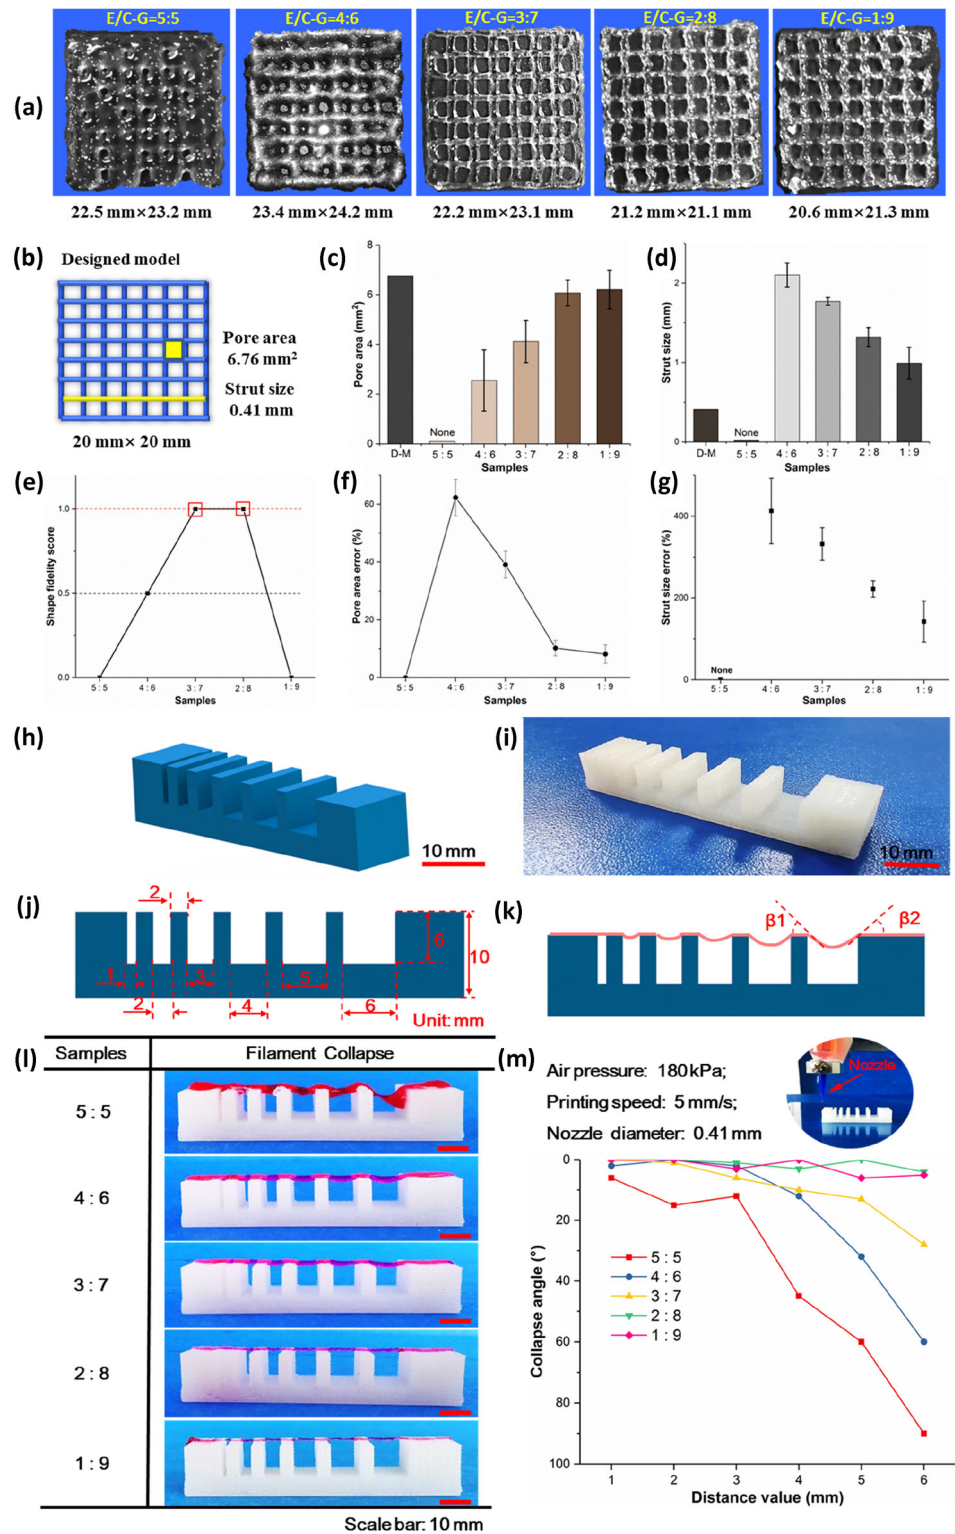 E/C-G=5:5 E/C-G=4:6 E/C-G=3:7 E/C-G=2:8 E/C-G=1:9
(a)
22.5 mm×23.2 mm 23.4 mm×24.2 mm 22.2 mm×23.1 mm 21.2 mm×21.1 mm 20.6 mm×21.3 mm
(b)
Designed model
Pore area
6.76 mm²
Strut size
0.41 mm
20 mm× 20 mm
(c)
Pore area (mm²)
8
6
4
2
0
None
D-M 5:5 4:6 3:7 2:8 1:9
Samples
(d)
Strut size (mm)
2
1
0
None
D-M 5:5 4:6 3:7 2:8 1:9
Samples
(e)
Shape fidelity score
1.0
0.5
0.0
5:5 4:6 3:7 2:8 1:9
Samples
(f)
Pore area error (%)
60
40
20
0
5:5 4:6 3:7 2:8 1:9
Samples
(g)
Strut size error (%)
400
200
0
None
5:5 4:6 3:7 2:8 1:9
Samples
(h)
10 mm
(i)
10 mm
(j)
2
6
10
1
3
5
2
4
6
Unit: mm
(k)
β1 β2
(l)
Samples Filament Collapse
5 : 5
4 : 6
3 : 7
2 : 8
1 : 9
Scale bar: 10 mm
(m)
Air pressure: 180kPa;
Printing speed: 5 mm/s;
Nozzle diameter: 0.41 mm
Nozzle
Collapse angle (°)
0
20
40
60
80
100
5 : 5
4 : 6
3 : 7
2 : 8
1 : 9
1 2 3 4 5 6
Distance value (mm)